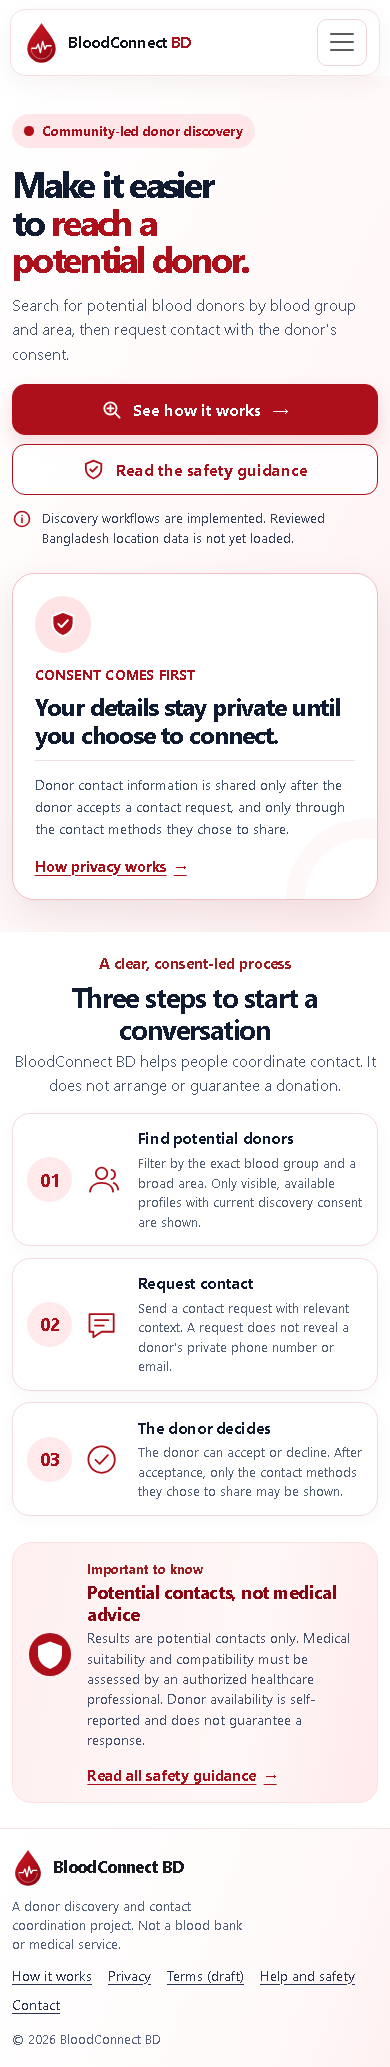 BloodConnect BD
Community-led donor discovery
Make it easier
to reach a
potential donor.
Search for potential blood donors by blood group
and area, then request contact with the donor's
consent.
See how it works →
Read the safety guidance
Discovery workflows are implemented. Reviewed
Bangladesh location data is not yet loaded.
CONSENT COMES FIRST
Your details stay private until
you choose to connect.
Donor contact information is shared only after the
donor accepts a contact request, and only through
the contact methods they chose to share.
How privacy works →
A clear, consent-led process
Three steps to start a
conversation
BloodConnect BD helps people coordinate contact. It
does not arrange or guarantee a donation.
01
Find potential donors
Filter by the exact blood group and a
broad area. Only visible, available
profiles with current discovery consent
are shown.
02
Request contact
Send a contact request with relevant
context. A request does not reveal a
donor's private phone number or
email.
03
The donor decides
The donor can accept or decline. After
acceptance, only the contact methods
they chose to share may be shown.
Important to know
Potential contacts, not medical
advice
Results are potential contacts only. Medical
suitability and compatibility must be
assessed by an authorized healthcare
professional. Donor availability is self-
reported and does not guarantee a
response.
Read all safety guidance →
BloodConnect BD
A donor discovery and contact
coordination project. Not a blood bank
or medical service.
How it works Privacy Terms (draft) Help and safety
Contact
© 2026 BloodConnect BD